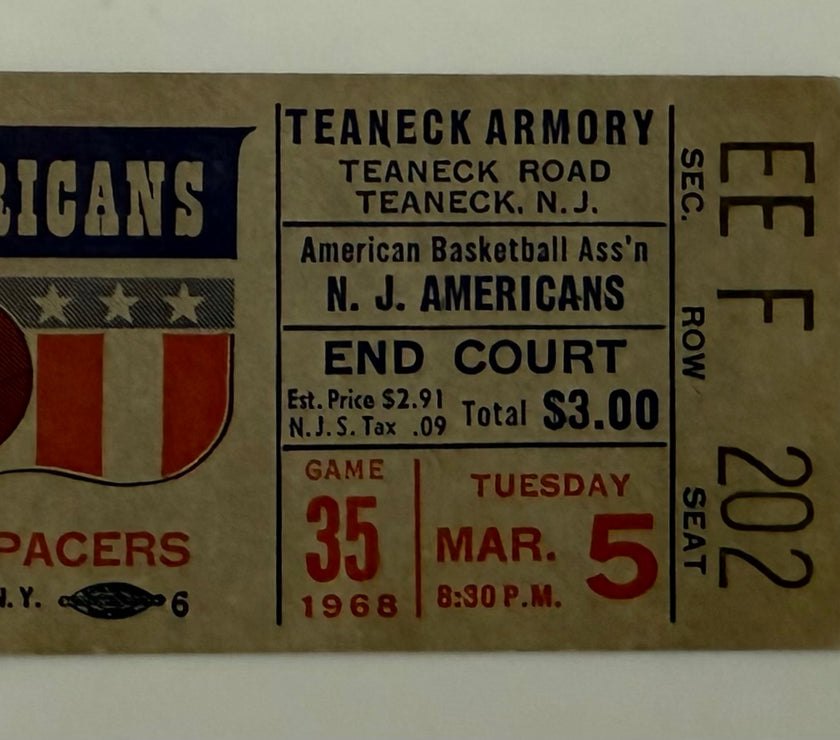 RICANS
PACERS
N.Y. 6
TEANECK ARMORY
TEANECK ROAD
TEANECK, N.J.
American Basketball Ass'n
N. J. AMERICANS
END COURT
Est. Price $2.91
N.J.S. Tax .09
Total $3.00
GAME
35
1968
TUESDAY
MAR. 5
8:30 P.M.
SEC. EE
ROW F
SEAT 202